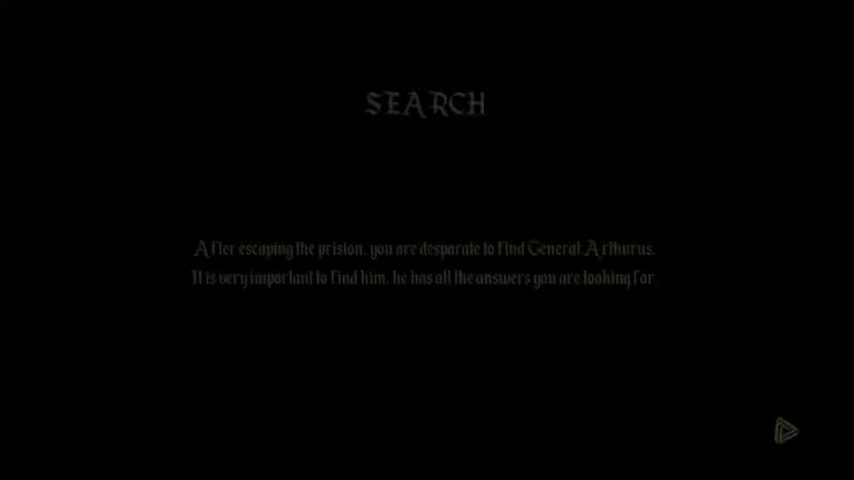 SEARCH
After escaping the prision, you are desparate to find General Arthurus.
It is very important to find him, he has all the answers you are looking for.